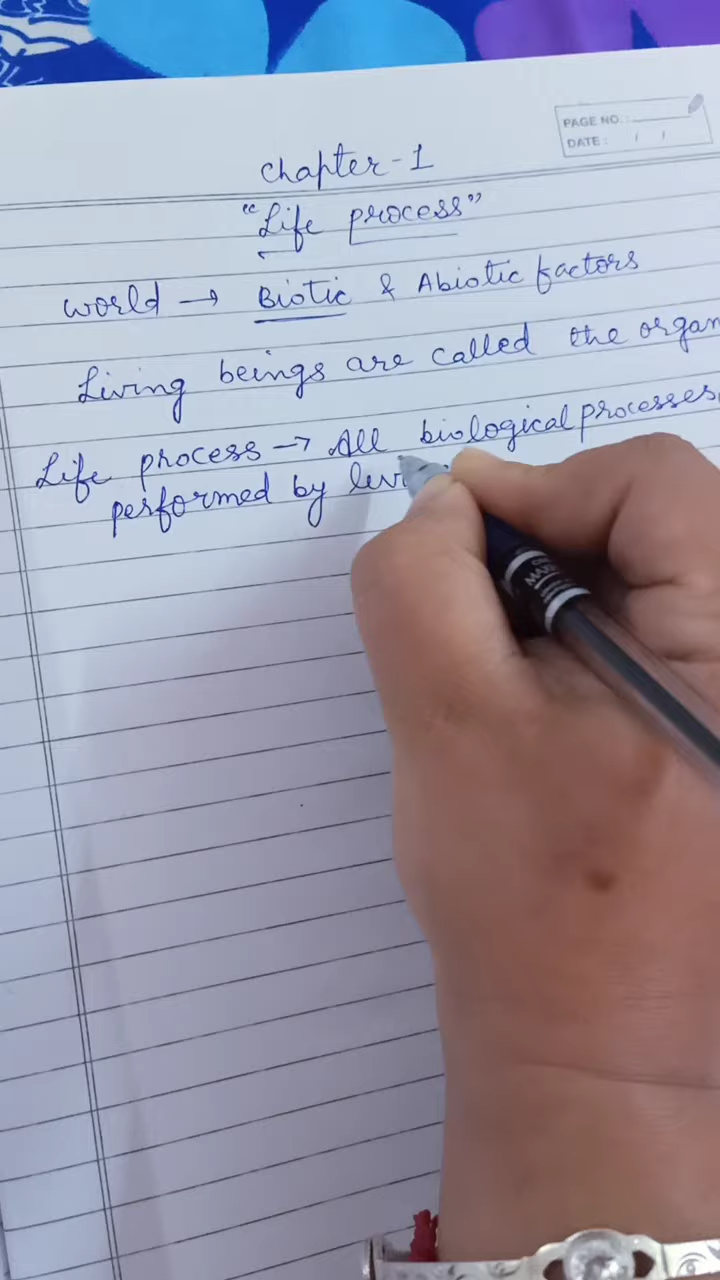 PAGE NO.:
DATE: / /
Chapter-1
"Life process"
world → Biotic & Abiotic factors
Living beings are called the organ
Life process → All biological processes,
performed by